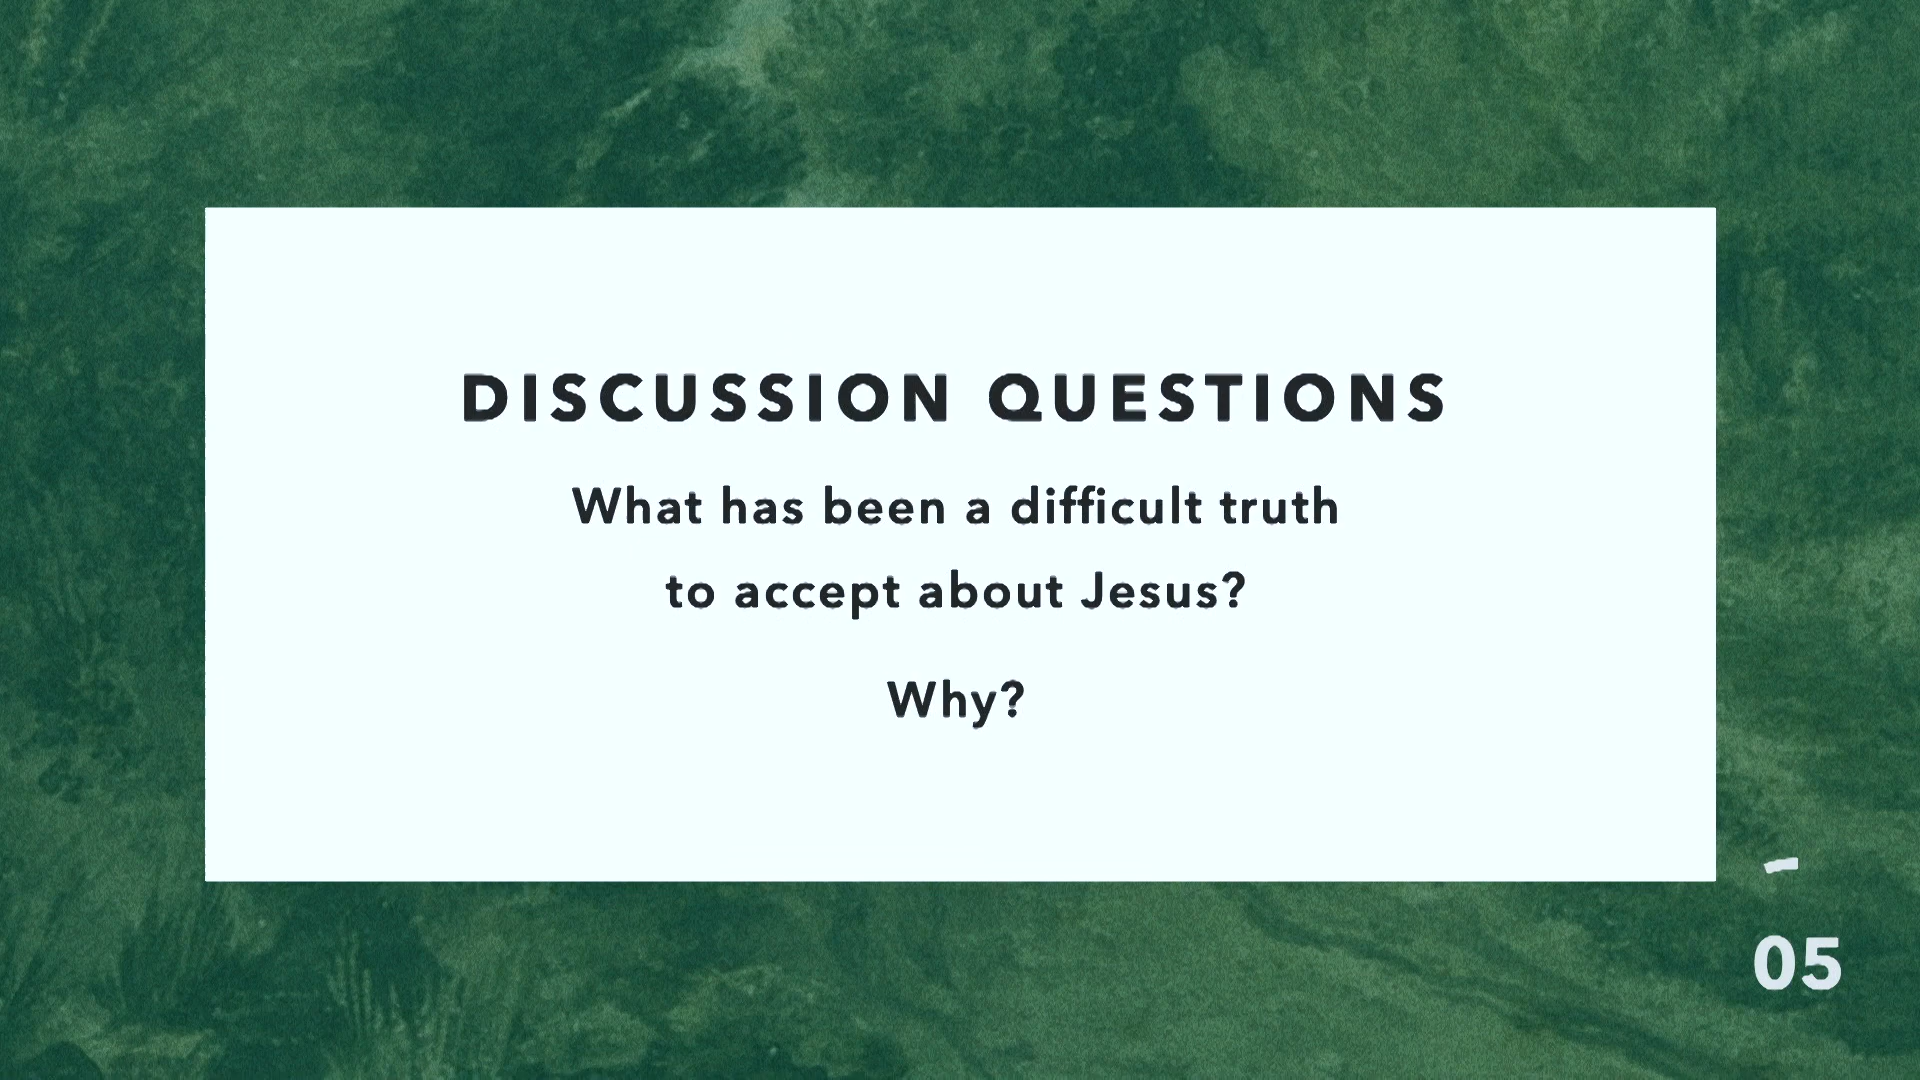 DISCUSSION QUESTIONS
What has been a difficult truth
to accept about Jesus?
Why?
05